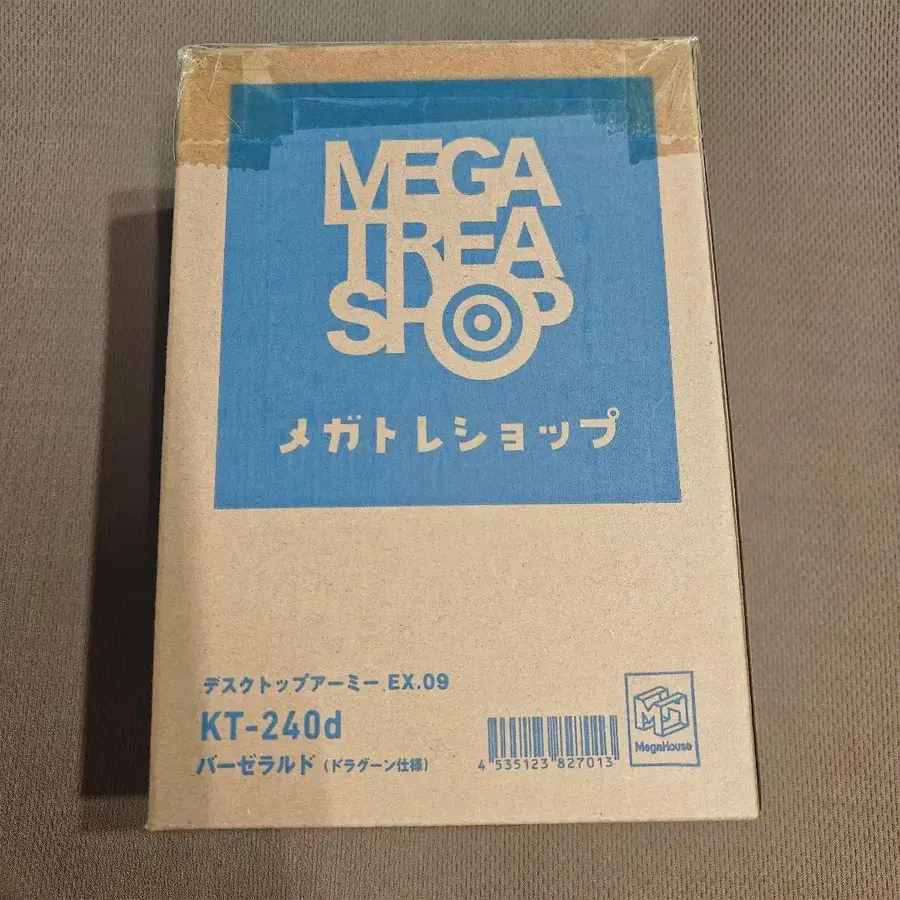 MEGA
TREA
SHOP
メガトレショップ
デスクトップアーミー EX.09
KT-240d
バーゼラルド（ドラグーン仕様）
4 535123 827013
MegaHouse